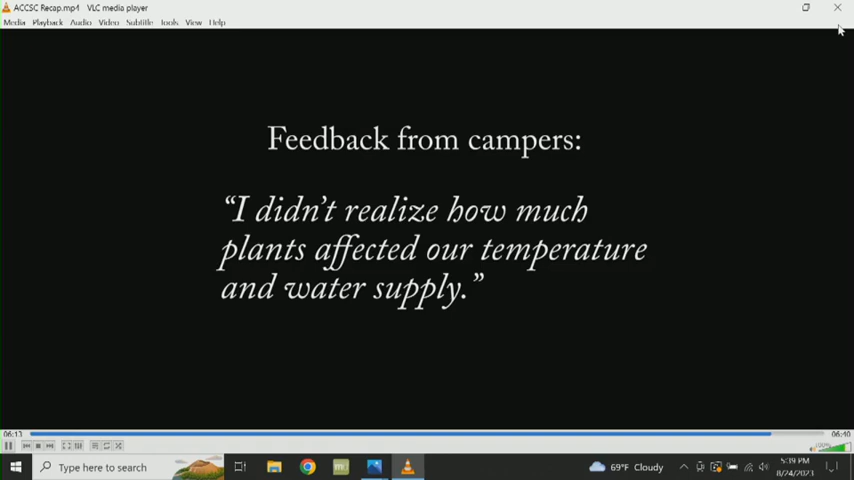 ACCSC Recap.mp4 - VLC media player
Media Playback Audio Video Subtitle Tools View Help
Feedback from campers:
“I didn’t realize how much
plants affected our temperature
and water supply.”
06:13 06:40
100%
Type here to search
69°F Cloudy
5:39 PM
8/24/2023